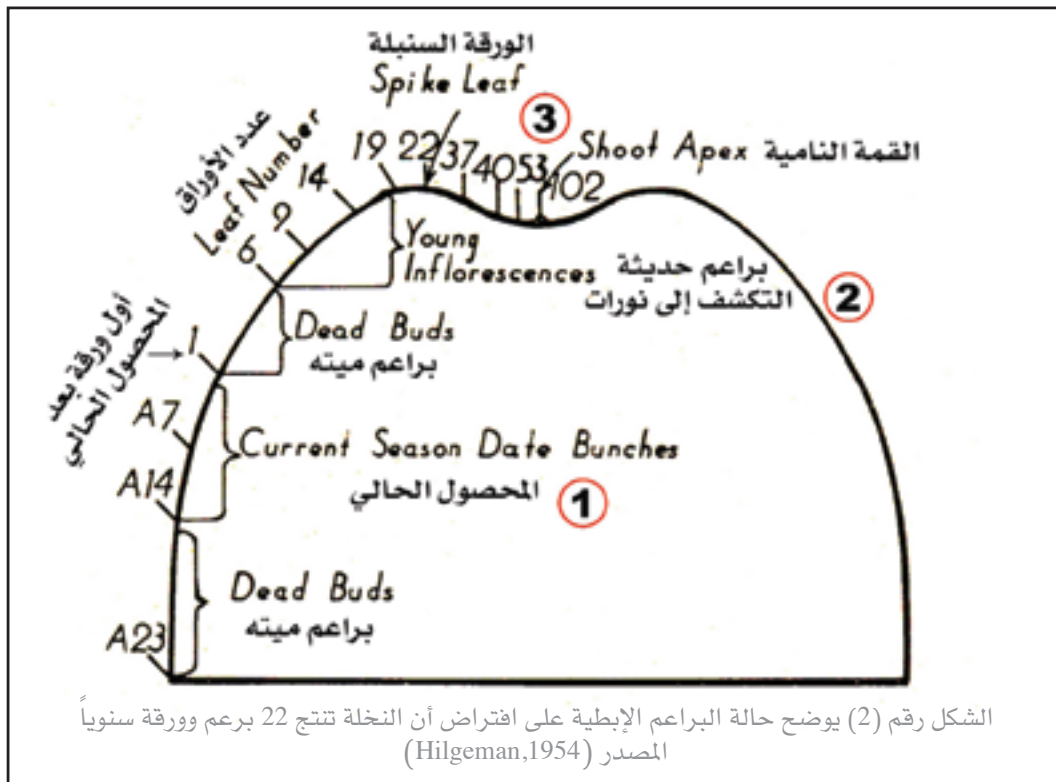 الورقة السنبلة
Spike Leaf
3
عدد الأوراق
Leaf Number
6
9
14
19
22
37
40
53
102
Shoot Apex القمة النامية
Young
Inflorescences
براعم حديثة
التكشف إلى نورات
2
أول ورقة بعد
المحصول الحالي
1
Dead Buds
براعم ميته
A7
A14
Current Season Date Bunches
المحصول الحالي
1
Dead Buds
براعم ميته
A23
الشكل رقم (2) يوضح حالة البراعم الإبطية على افتراض أن النخلة تنتج 22 برعم وورقة سنوياً
المصدر (Hilgeman,1954)